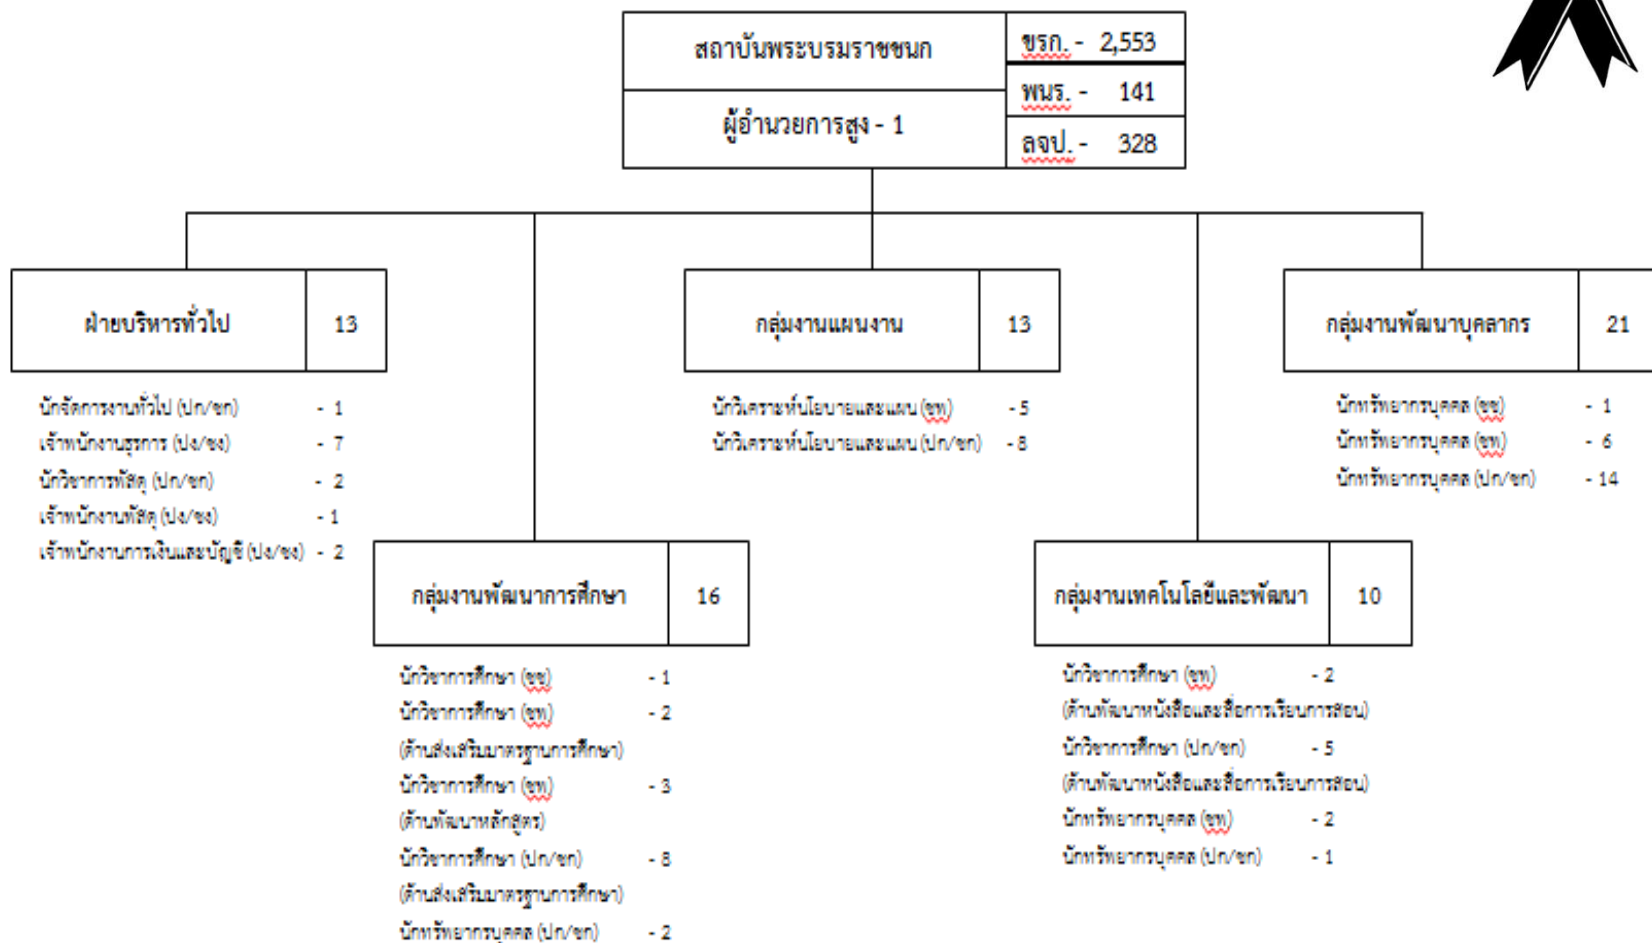 สถาบันพระบรมราชชนก
ขรก. - 2,553
พนร. - 141
ผู้อำนวยการสูง - 1
ลจป. - 328
ฝ่ายบริหารทั่วไป 13
นักจัดการงานทั่วไป (ปก/ชก) - 1
เจ้าพนักงานธุรการ (ปง/ชง) - 7
นักวิชาการพัสดุ (ปก/ชก) - 2
เจ้าพนักงานพัสดุ (ปง/ชง) - 1
เจ้าพนักงานการเงินและบัญชี (ปง/ชง) - 2
กลุ่มงานพัฒนาการศึกษา 16
นักวิชาการศึกษา (ชช) - 1
นักวิชาการศึกษา (ชพ) - 2
(ด้านส่งเสริมมาตรฐานการศึกษา)
นักวิชาการศึกษา (ชพ) - 3
(ด้านพัฒนาหลักสูตร)
นักวิชาการศึกษา (ปก/ชก) - 8
(ด้านส่งเสริมมาตรฐานการศึกษา)
นักทรัพยากรบุคคล (ปก/ชก) - 2
กลุ่มงานแผนงาน 13
นักวิเคราะห์นโยบายและแผน (ชพ) - 5
นักวิเคราะห์นโยบายและแผน (ปก/ชก) - 8
กลุ่มงานเทคโนโลยีและพัฒนา 10
นักวิชาการศึกษา (ชพ) - 2
(ด้านพัฒนาหนังสือและสื่อการเรียนการสอน)
นักวิชาการศึกษา (ปก/ชก) - 5
(ด้านพัฒนาหนังสือและสื่อการเรียนการสอน)
นักทรัพยากรบุคคล (ชพ) - 2
นักทรัพยากรบุคคล (ปก/ชก) - 1
กลุ่มงานพัฒนาบุคลากร 21
นักทรัพยากรบุคคล (ชช) - 1
นักทรัพยากรบุคคล (ชพ) - 6
นักทรัพยากรบุคคล (ปก/ชก) - 14